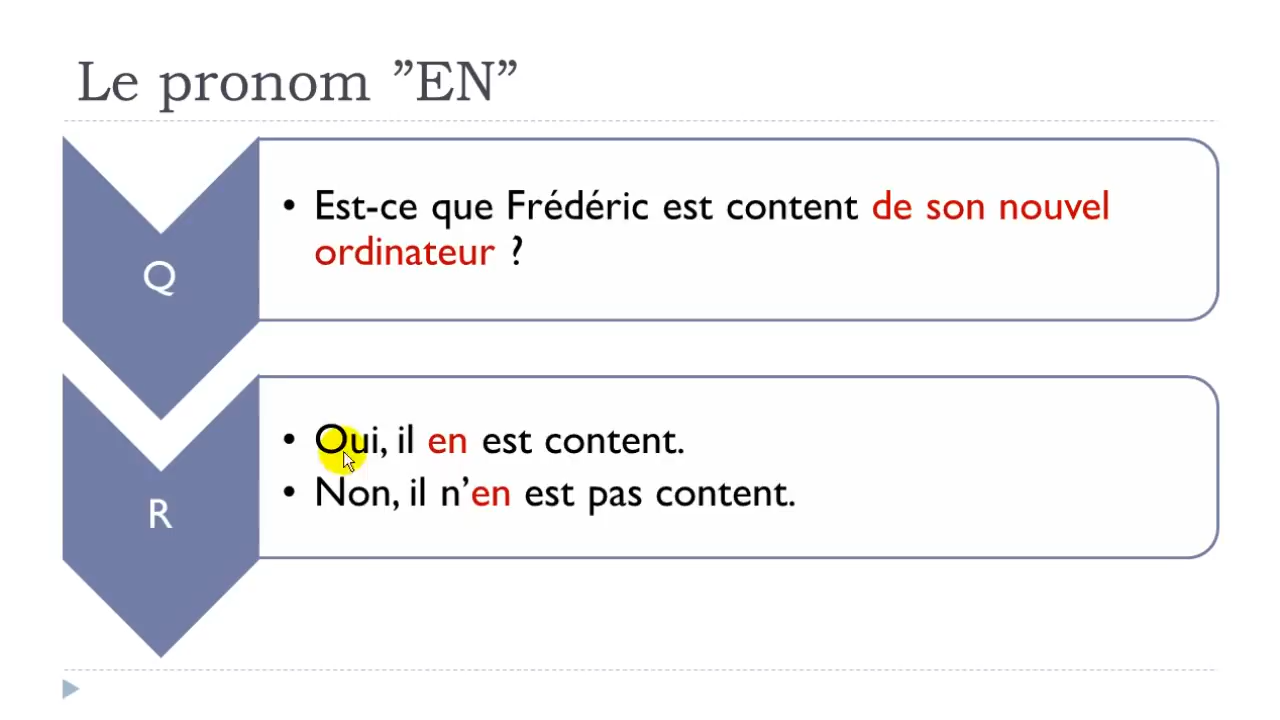 Le pronom ”EN”
Q
• Est-ce que Frédéric est content de son nouvel
ordinateur ?
R
• Oui, il en est content.
• Non, il n’en est pas content.